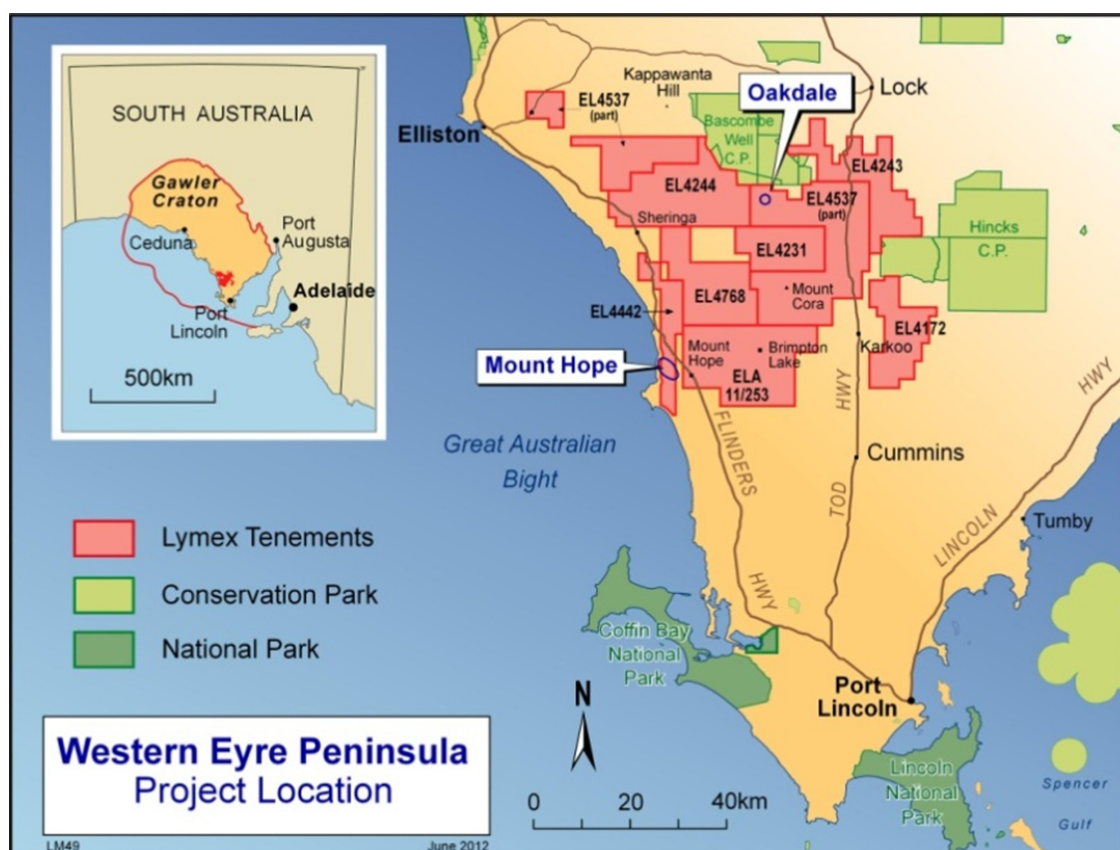 SOUTH AUSTRALIA
Gawler
Craton
Ceduna
Port
Augusta
Adelaide
Port
Lincoln
500km
Kappawanta
Hill
EL4537
(part)
Elliston
Oakdale
Lock
Bascombe
Well
C.P.
EL4243
EL4244
EL4537
(part)
Sheringa
EL4231
Hincks
C.P.
EL4442
EL4768
Mount
Cora
EL4172
Karkoo
Mount
Hope
Brimpton
Lake
ELA
11/253
Mount Hope
Great Australian
Bight
FLINDERS
HWY
TOD
HWY
LINCOLN
HWY
Cummins
Tumby
Lymex Tenements
Conservation Park
National Park
Coffin Bay
National
Park
Port
Lincoln
Lincoln
National
Park
Spencer
Gulf
N
0 20 40km
Western Eyre Peninsula
Project Location
LM49
June 2012